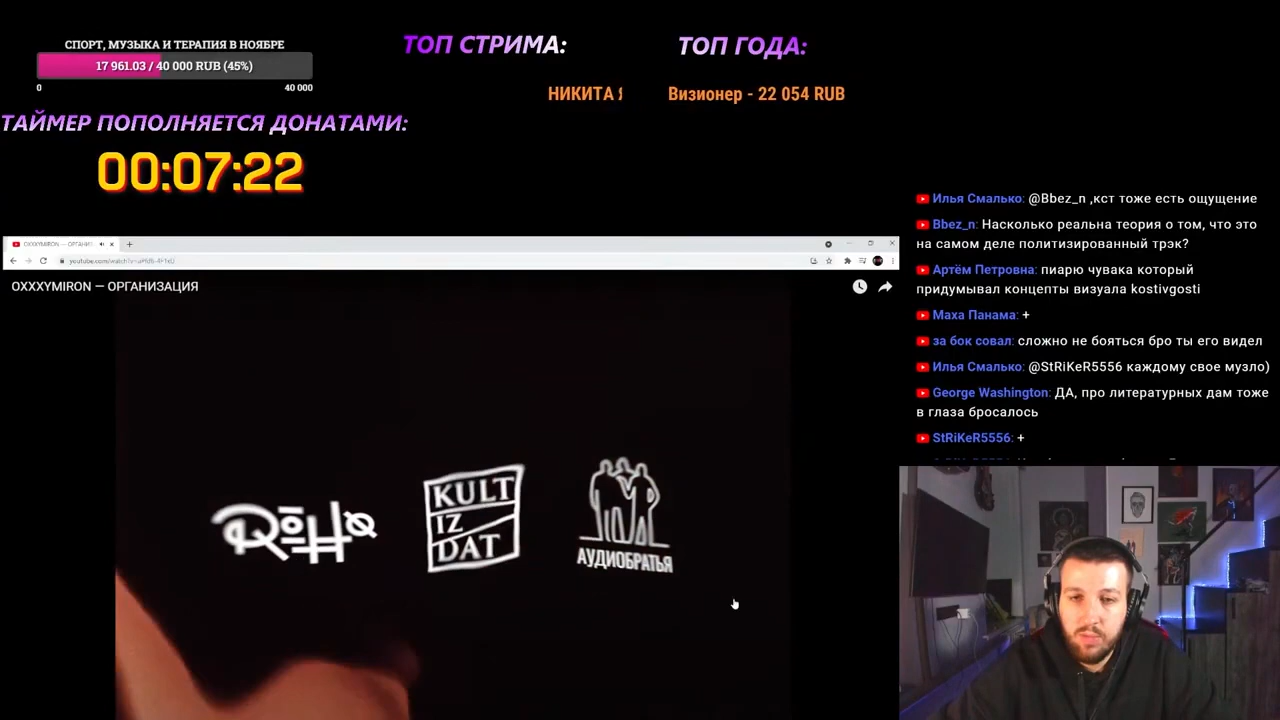 СПОРТ, МУЗЫКА И ТЕРАПИЯ В НОЯБРЕ
17 961.03 / 40 000 RUB (45%)
0
40 000
ТОП СТРИМА:
ТОП ГОДА:
НИКИТА
Визионер - 22 054 RUB
ТАЙМЕР ПОПОЛНЯЕТСЯ ДОНАТАМИ:
00:07:22
OXXXYMIRON — ОРГАНИЗАЦИЯ
KULT
IZ
DAT
АУДИОБРАТЬЯ
Илья Смалько: @Bbez_n ,кст тоже есть ощущение
Bbez_n: Насколько реальна теория о том, что это
на самом деле политизированный трэк?
Артём Петровна: пиарю чувака который
придумывал концепты визуала kostivgosti
Маха Панама: +
за бок совал: сложно не бояться бро ты его видел
Илья Смалько: @StRiKeR5556 каждому свое музло)
George Washington: ДА, про литературных дам тоже
в глаза бросалось
StRiKeR5556: +